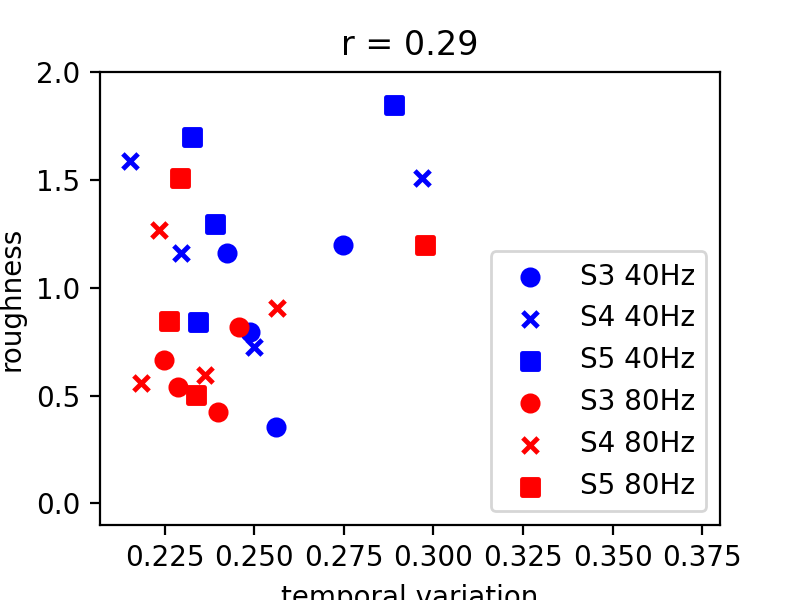 r = 0.29
2.0
1.5
1.0
0.5
0.0
roughness
S3 40Hz
S4 40Hz
S5 40Hz
S3 80Hz
S4 80Hz
S5 80Hz
0.225 0.250 0.275 0.300 0.325 0.350 0.375
temporal variation